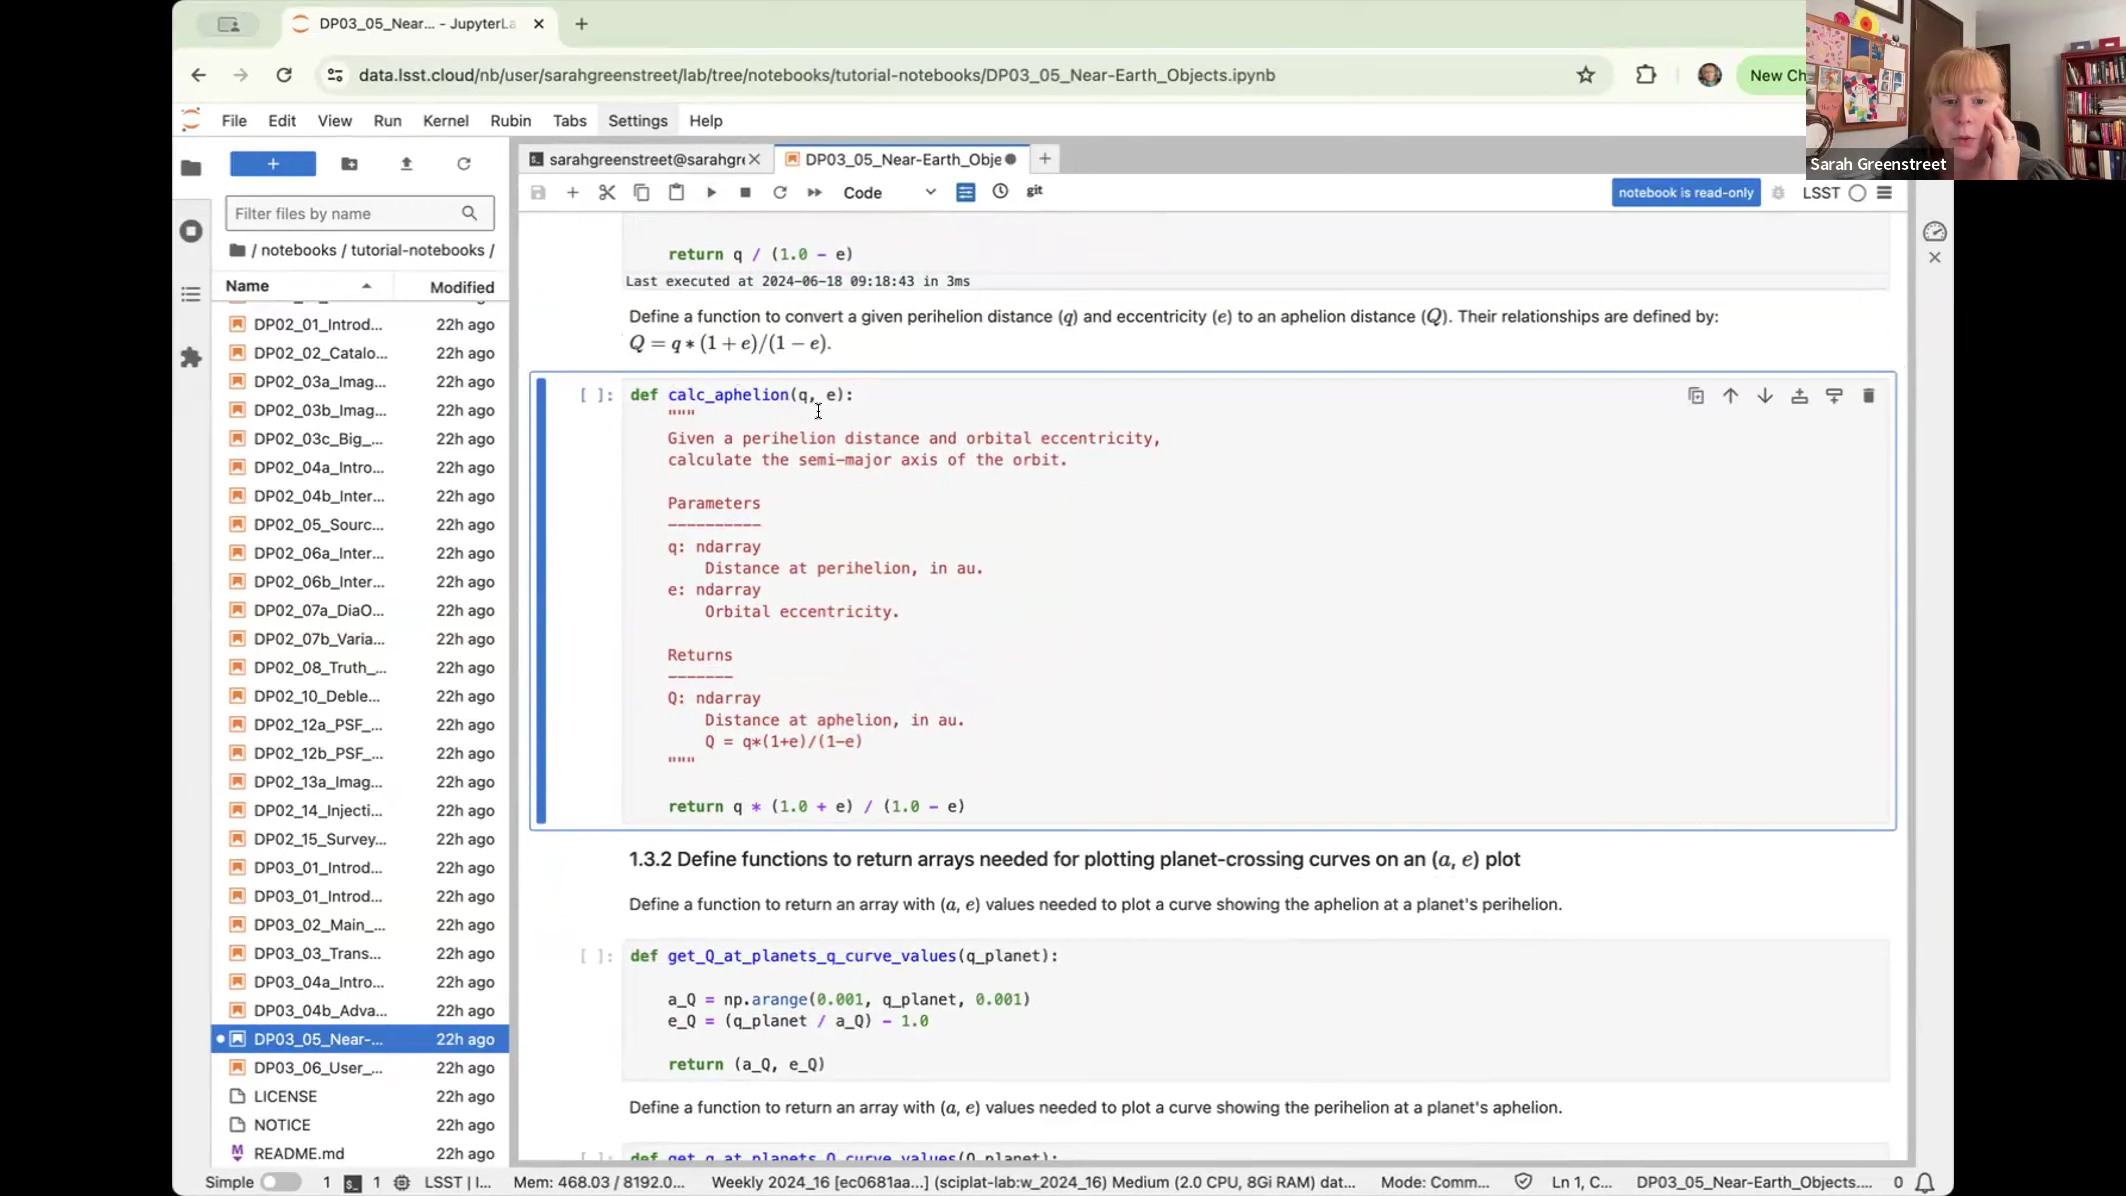 DP03_05_Near... - JupyterLa
data.lsst.cloud/nb/user/sarahgreenstreet/lab/tree/notebooks/tutorial-notebooks/DP03_05_Near-Earth_Objects.ipynb
New Ch
Sarah Greenstreet
File Edit View Run Kernel Rubin Tabs Settings Help
sarahgreenstreet@sarahgr
DP03_05_Near-Earth_Obje
Code
git
notebook is read-only
LSST
Filter files by name
/ notebooks / tutorial-notebooks /
Name Modified
DP02_01_Introd... 22h ago
DP02_02_Catalo... 22h ago
DP02_03a_Imag... 22h ago
DP02_03b_Imag... 22h ago
DP02_03c_Big_... 22h ago
DP02_04a_Intro... 22h ago
DP02_04b_Inter... 22h ago
DP02_05_Sourc... 22h ago
DP02_06a_Inter... 22h ago
DP02_06b_Inter... 22h ago
DP02_07a_DiaO... 22h ago
DP02_07b_Varia... 22h ago
DP02_08_Truth_... 22h ago
DP02_10_Deble... 22h ago
DP02_12a_PSF_... 22h ago
DP02_12b_PSF_... 22h ago
DP02_13a_Imag... 22h ago
DP02_14_Injecti... 22h ago
DP02_15_Survey... 22h ago
DP03_01_Introd... 22h ago
DP03_01_Introd... 22h ago
DP03_02_Main_... 22h ago
DP03_03_Trans... 22h ago
DP03_04a_Intro... 22h ago
DP03_04b_Adva... 22h ago
DP03_05_Near-... 22h ago
DP03_06_User_... 22h ago
LICENSE 22h ago
NOTICE 22h ago
README.md 22h ago
return q / (1.0 - e)
Last executed at 2024-06-18 09:18:43 in 3ms
Define a function to convert a given perihelion distance (q) and eccentricity (e) to an aphelion distance (Q). Their relationships are defined by:
Q = q * (1 + e)/(1 − e).
[ ]: def calc_aphelion(q, e):
"""
Given a perihelion distance and orbital eccentricity,
calculate the semi-major axis of the orbit.
Parameters
----------
q: ndarray
Distance at perihelion, in au.
e: ndarray
Orbital eccentricity.
Returns
-------
Q: ndarray
Distance at aphelion, in au.
Q = q*(1+e)/(1-e)
"""
return q * (1.0 + e) / (1.0 - e)
1.3.2 Define functions to return arrays needed for plotting planet-crossing curves on an (a, e) plot
Define a function to return an array with (a, e) values needed to plot a curve showing the aphelion at a planet's perihelion.
[ ]: def get_Q_at_planets_q_curve_values(q_planet):
a_Q = np.arange(0.001, q_planet, 0.001)
e_Q = (q_planet / a_Q) - 1.0
return (a_Q, e_Q)
Define a function to return an array with (a, e) values needed to plot a curve showing the perihelion at a planet's aphelion.
[ ]: def get_q_at_planets_Q_curve_values(Q_planet):
Simple 1 1 LSST | I... Mem: 468.03 / 8192.0... Weekly 2024_16 [ec0681aa...] (sciplat-lab:w_2024_16) Medium (2.0 CPU, 8Gi RAM) dat... Mode: Comm... Ln 1, C... DP03_05_Near-Earth_Objects.... 0